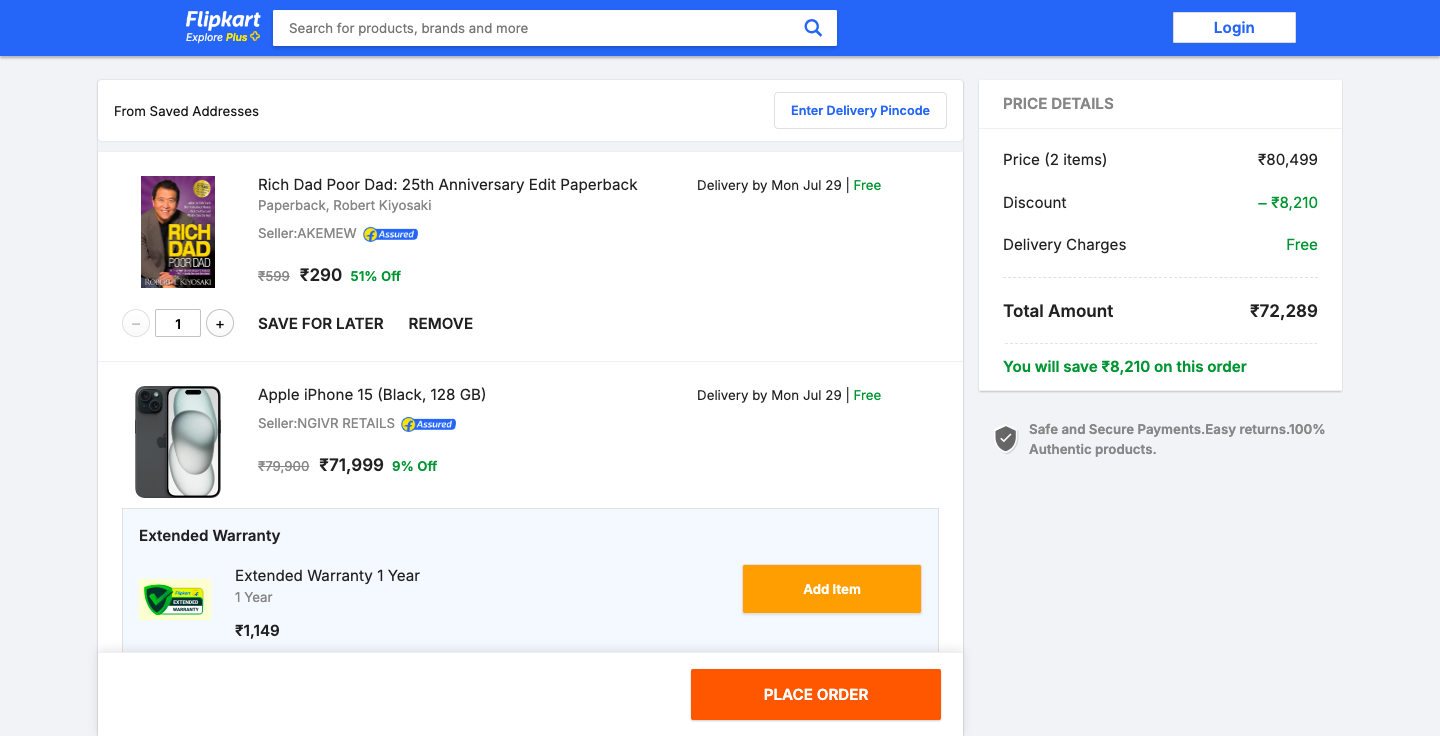 Flipkart
Explore Plus
Search for products, brands and more
Login
From Saved Addresses
Enter Delivery Pincode
RICH
DAD
POOR DAD
ROBERT T. KIYOSAKI
Rich Dad Poor Dad: 25th Anniversary Edit Paperback
Delivery by Mon Jul 29 | Free
Paperback, Robert Kiyosaki
Seller:AKEMEW
Assured
₹599 ₹290 51% Off
− 1 +
SAVE FOR LATER REMOVE
Apple iPhone 15 (Black, 128 GB)
Delivery by Mon Jul 29 | Free
Seller:NGIVR RETAILS
Assured
₹79,900 ₹71,999 9% Off
Extended Warranty
Flipkart
EXTENDED
WARRANTY
Extended Warranty 1 Year
1 Year
₹1,149
Add Item
PLACE ORDER
PRICE DETAILS
Price (2 items) ₹80,499
Discount − ₹8,210
Delivery Charges Free
Total Amount ₹72,289
You will save ₹8,210 on this order
Safe and Secure Payments.Easy returns.100%
Authentic products.